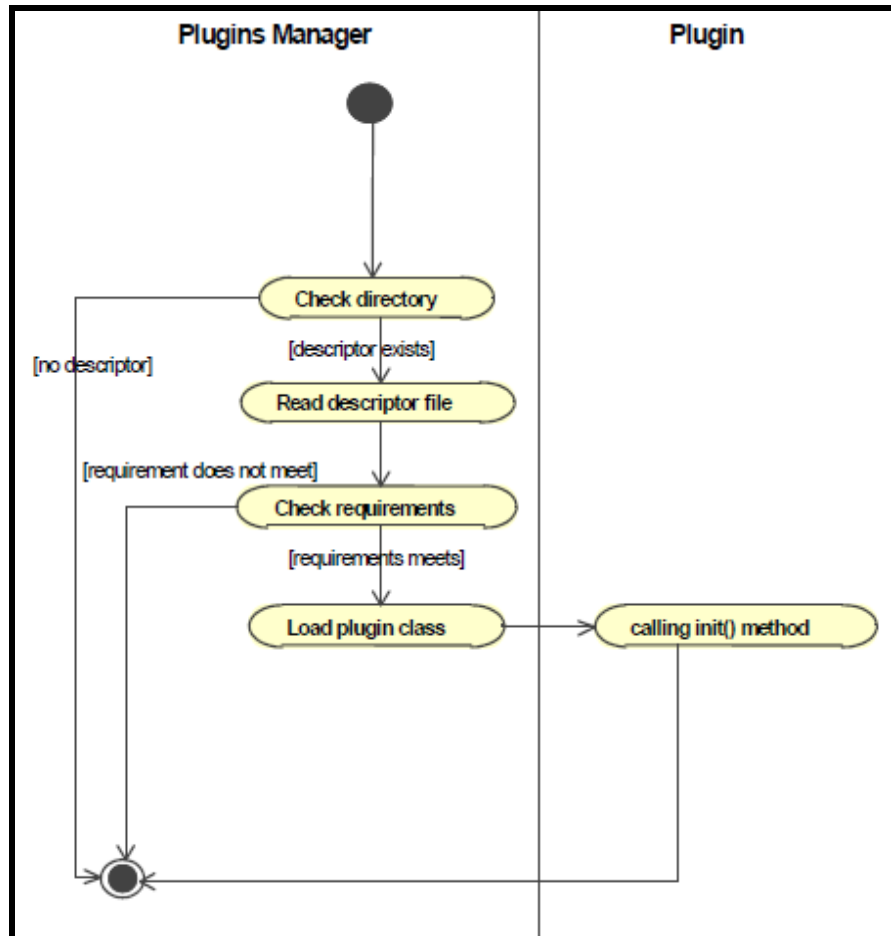 Plugins Manager
Plugin
Check directory
[descriptor exists]
[no descriptor]
Read descriptor file
[requirement does not meet]
Check requirements
[requirements meets]
Load plugin class
calling init() method